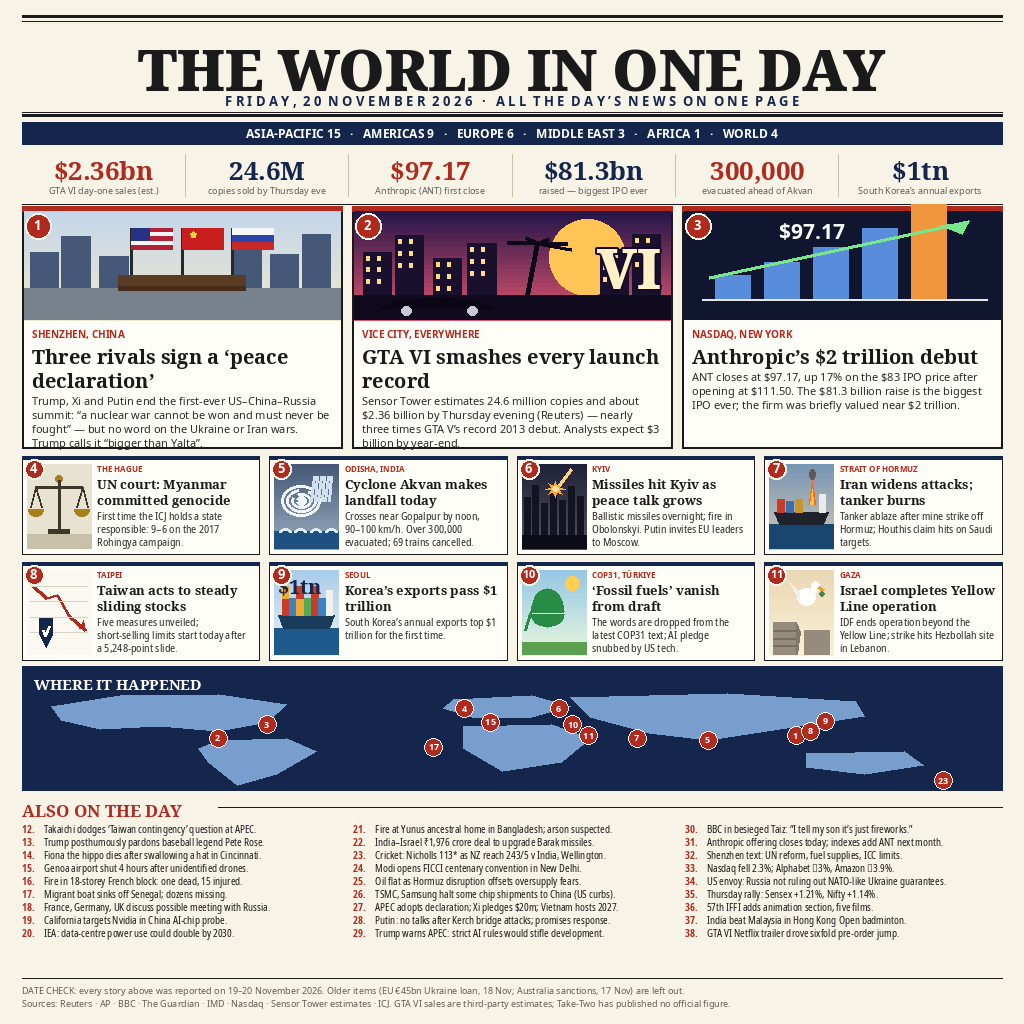 THE WORLD IN ONE DAY
FRIDAY, 20 NOVEMBER 2026 · ALL THE DAY’S NEWS ON ONE PAGE
ASIA-PACIFIC 15 · AMERICAS 9 · EUROPE 6 · MIDDLE EAST 3 · AFRICA 1 · WORLD 4
$2.36bn
GTA VI day-one sales (est.)
24.6M
copies sold by Thursday eve
$97.17
Anthropic (ANT) first close
$81.3bn
raised — biggest IPO ever
300,000
evacuated ahead of Akvan
$1tn
South Korea’s annual exports
1
SHENZHEN, CHINA
Three rivals sign a ‘peace
declaration’
Trump, Xi and Putin end the first-ever US–China–Russia
summit: “a nuclear war cannot be won and must never be
fought” — but no word on the Ukraine or Iran wars.
Trump calls it “bigger than Yalta”.
2
VI
VICE CITY, EVERYWHERE
GTA VI smashes every launch
record
Sensor Tower estimates 24.6 million copies and about
$2.36 billion by Thursday evening (Reuters) — nearly
three times GTA V’s record 2013 debut. Analysts expect $3
billion by year-end.
3
$97.17
NASDAQ, NEW YORK
Anthropic’s $2 trillion debut
ANT closes at $97.17, up 17% on the $83 IPO price after
opening at $111.50. The $81.3 billion raise is the biggest
IPO ever; the firm was briefly valued near $2 trillion.
4
THE HAGUE
UN court: Myanmar
committed genocide
First time the ICJ holds a state
responsible: 9–6 on the 2017
Rohingya campaign.
5
ODISHA, INDIA
Cyclone Akvan makes
landfall today
Crosses near Gopalpur by noon,
90–100 km/h. Over 300,000
evacuated; 69 trains cancelled.
6
KYIV
Missiles hit Kyiv as
peace talk grows
Ballistic missiles overnight; fire in
Obolonskyi. Putin invites EU leaders
to Moscow.
7
STRAIT OF HORMUZ
Iran widens attacks;
tanker burns
Tanker ablaze after mine strike off
Hormuz; Houthis claim hits on Saudi
targets.
8
TAIPEI
Taiwan acts to steady
sliding stocks
Five measures unveiled;
short-selling limits start today after
a 5,248-point slide.
9
$1tn
SEOUL
Korea’s exports pass $1
trillion
South Korea’s annual exports top $1
trillion for the first time.
10
COP31, TÜRKIYE
‘Fossil fuels’ vanish
from draft
The words are dropped from the
latest COP31 text; AI pledge
snubbed by US tech.
11
GAZA
Israel completes Yellow
Line operation
IDF ends operation beyond the
Yellow Line; strike hits Hezbollah site
in Lebanon.
WHERE IT HAPPENED
4
6
15
3
10
9
2
11
8
1
7
5
17
23
ALSO ON THE DAY
12. Takaichi dodges ‘Taiwan contingency’ question at APEC.
13. Trump posthumously pardons baseball legend Pete Rose.
14. Fiona the hippo dies after swallowing a hat in Cincinnati.
15. Genoa airport shut 4 hours after unidentified drones.
16. Fire in 18-storey French block: one dead, 15 injured.
17. Migrant boat sinks off Senegal; dozens missing.
18. France, Germany, UK discuss possible meeting with Russia.
19. California targets Nvidia in China AI-chip probe.
20. IEA: data-centre power use could double by 2030.
21. Fire at Yunus ancestral home in Bangladesh; arson suspected.
22. India–Israel ₹1,976 crore deal to upgrade Barak missiles.
23. Cricket: Nicholls 113* as NZ reach 243/5 v India, Wellington.
24. Modi opens FICCI centenary convention in New Delhi.
25. Oil flat as Hormuz disruption offsets oversupply fears.
26. TSMC, Samsung halt some chip shipments to China (US curbs).
27. APEC adopts declaration; Xi pledges $20m; Vietnam hosts 2027.
28. Putin: no talks after Kerch bridge attacks; promises response.
29. Trump warns APEC: strict AI rules would stifle development.
30. BBC in besieged Taiz: “I tell my son it’s just fireworks.”
31. Anthropic offering closes today; indexes add ANT next month.
32. Shenzhen text: UN reform, fuel supplies, ICC limits.
33. Nasdaq fell 2.3%; Alphabet □3%, Amazon □3.9%.
34. US envoy: Russia not ruling out NATO-like Ukraine guarantees.
35. Thursday rally: Sensex +1.21%, Nifty +1.14%.
36. 57th IFFI adds animation section, five films.
37. India beat Malaysia in Hong Kong Open badminton.
38. GTA VI Netflix trailer drove sixfold pre-order jump.
DATE CHECK: every story above was reported on 19–20 November 2026. Older items (EU €45bn Ukraine loan, 18 Nov; Australia sanctions, 17 Nov) are left out.
Sources: Reuters · AP · BBC · The Guardian · IMD · Nasdaq · Sensor Tower estimates · ICJ. GTA VI sales are third-party estimates; Take-Two has published no official figure.